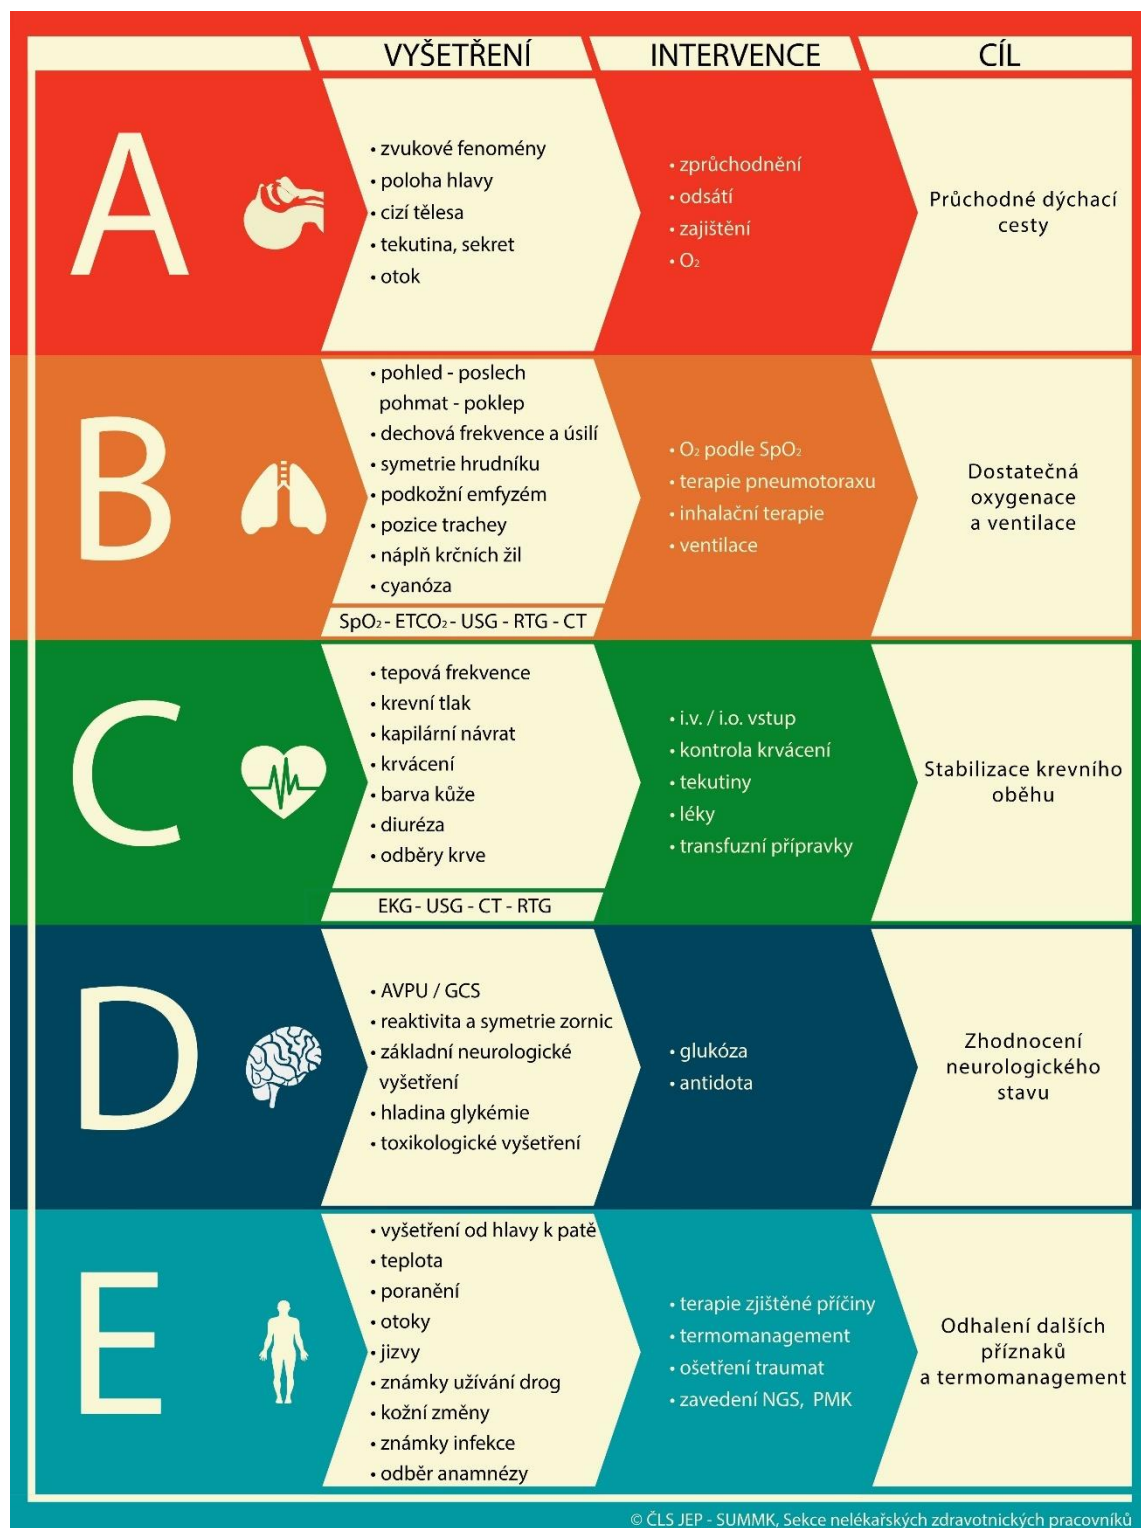 VYŠETŘENÍ
INTERVENCE
CÍL
A
• zvukové fenomény
• poloha hlavy
• cizí tělesa
• tekutina, sekret
• otok
• zprůchodnění
• odsátí
• zajištění
• O₂
Průchodné dýchací
cesty
B
• pohled - poslech
pohmat - poklep
• dechová frekvence a úsilí
• symetrie hrudníku
• podkožní emfyzém
• pozice trachey
• náplň krčních žil
• cyanóza
SpO₂ - ETCO₂ - USG - RTG - CT
• O₂ podle SpO₂
• terapie pneumotoraxu
• inhalační terapie
• ventilace
Dostatečná
oxygenace
a ventilace
C
• tepová frekvence
• krevní tlak
• kapilární návrat
• krvácení
• barva kůže
• diuréza
• odběry krve
EKG - USG - CT - RTG
• i.v. / i.o. vstup
• kontrola krvácení
• tekutiny
• léky
• transfuzní přípravky
Stabilizace krevního
oběhu
D
• AVPU / GCS
• reaktivita a symetrie zornic
• základní neurologické
vyšetření
• hladina glykémie
• toxikologické vyšetření
• glukóza
• antidota
Zhodnocení
neurologického
stavu
E
• vyšetření od hlavy k patě
• teplota
• poranění
• otoky
• jizvy
• známky užívání drog
• kožní změny
• známky infekce
• odběr anamnézy
• terapie zjištěné příčiny
• termomanagement
• ošetření traumat
• zavedení NGS, PMK
Odhalení dalších
příznaků
a termomanagement
© ČLS JEP - SUMMK, Sekce nelékařských zdravotnických pracovníků